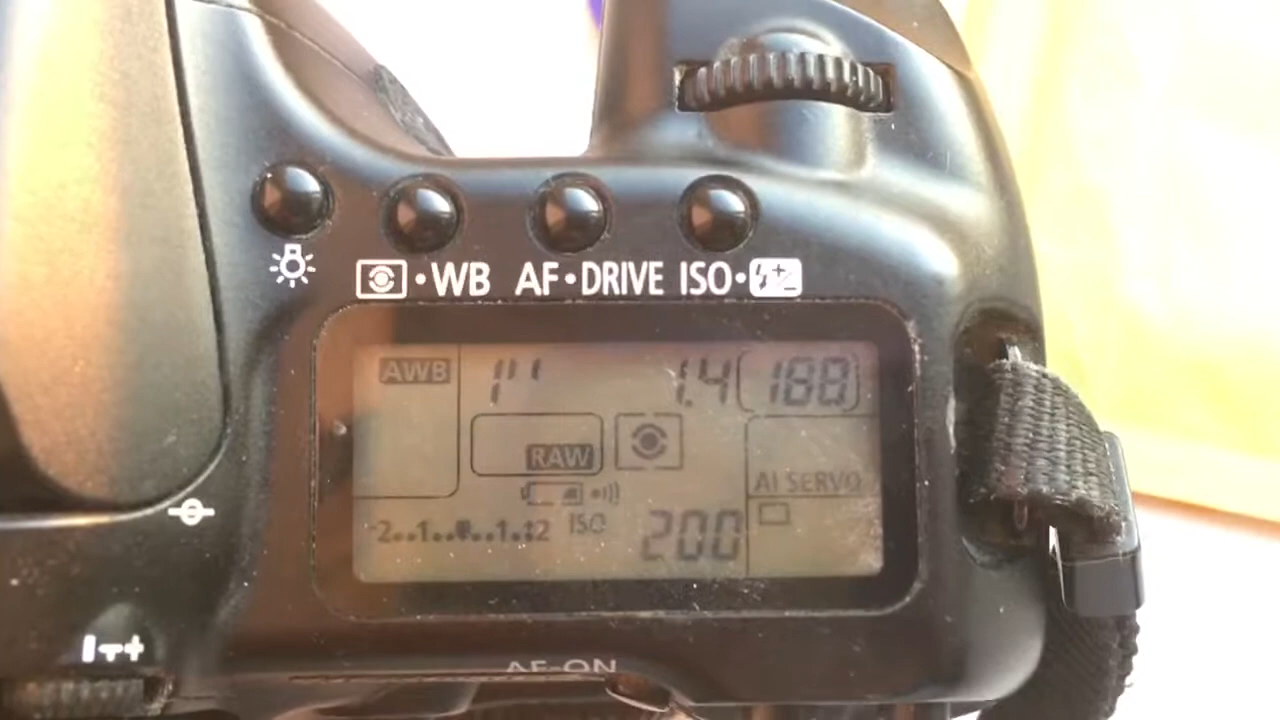 •WB AF•DRIVE ISO•
AWB 1" 1.4 [188]
RAW
AI SERVO
-2..1..0..1..2 ISO 200
AF-ON